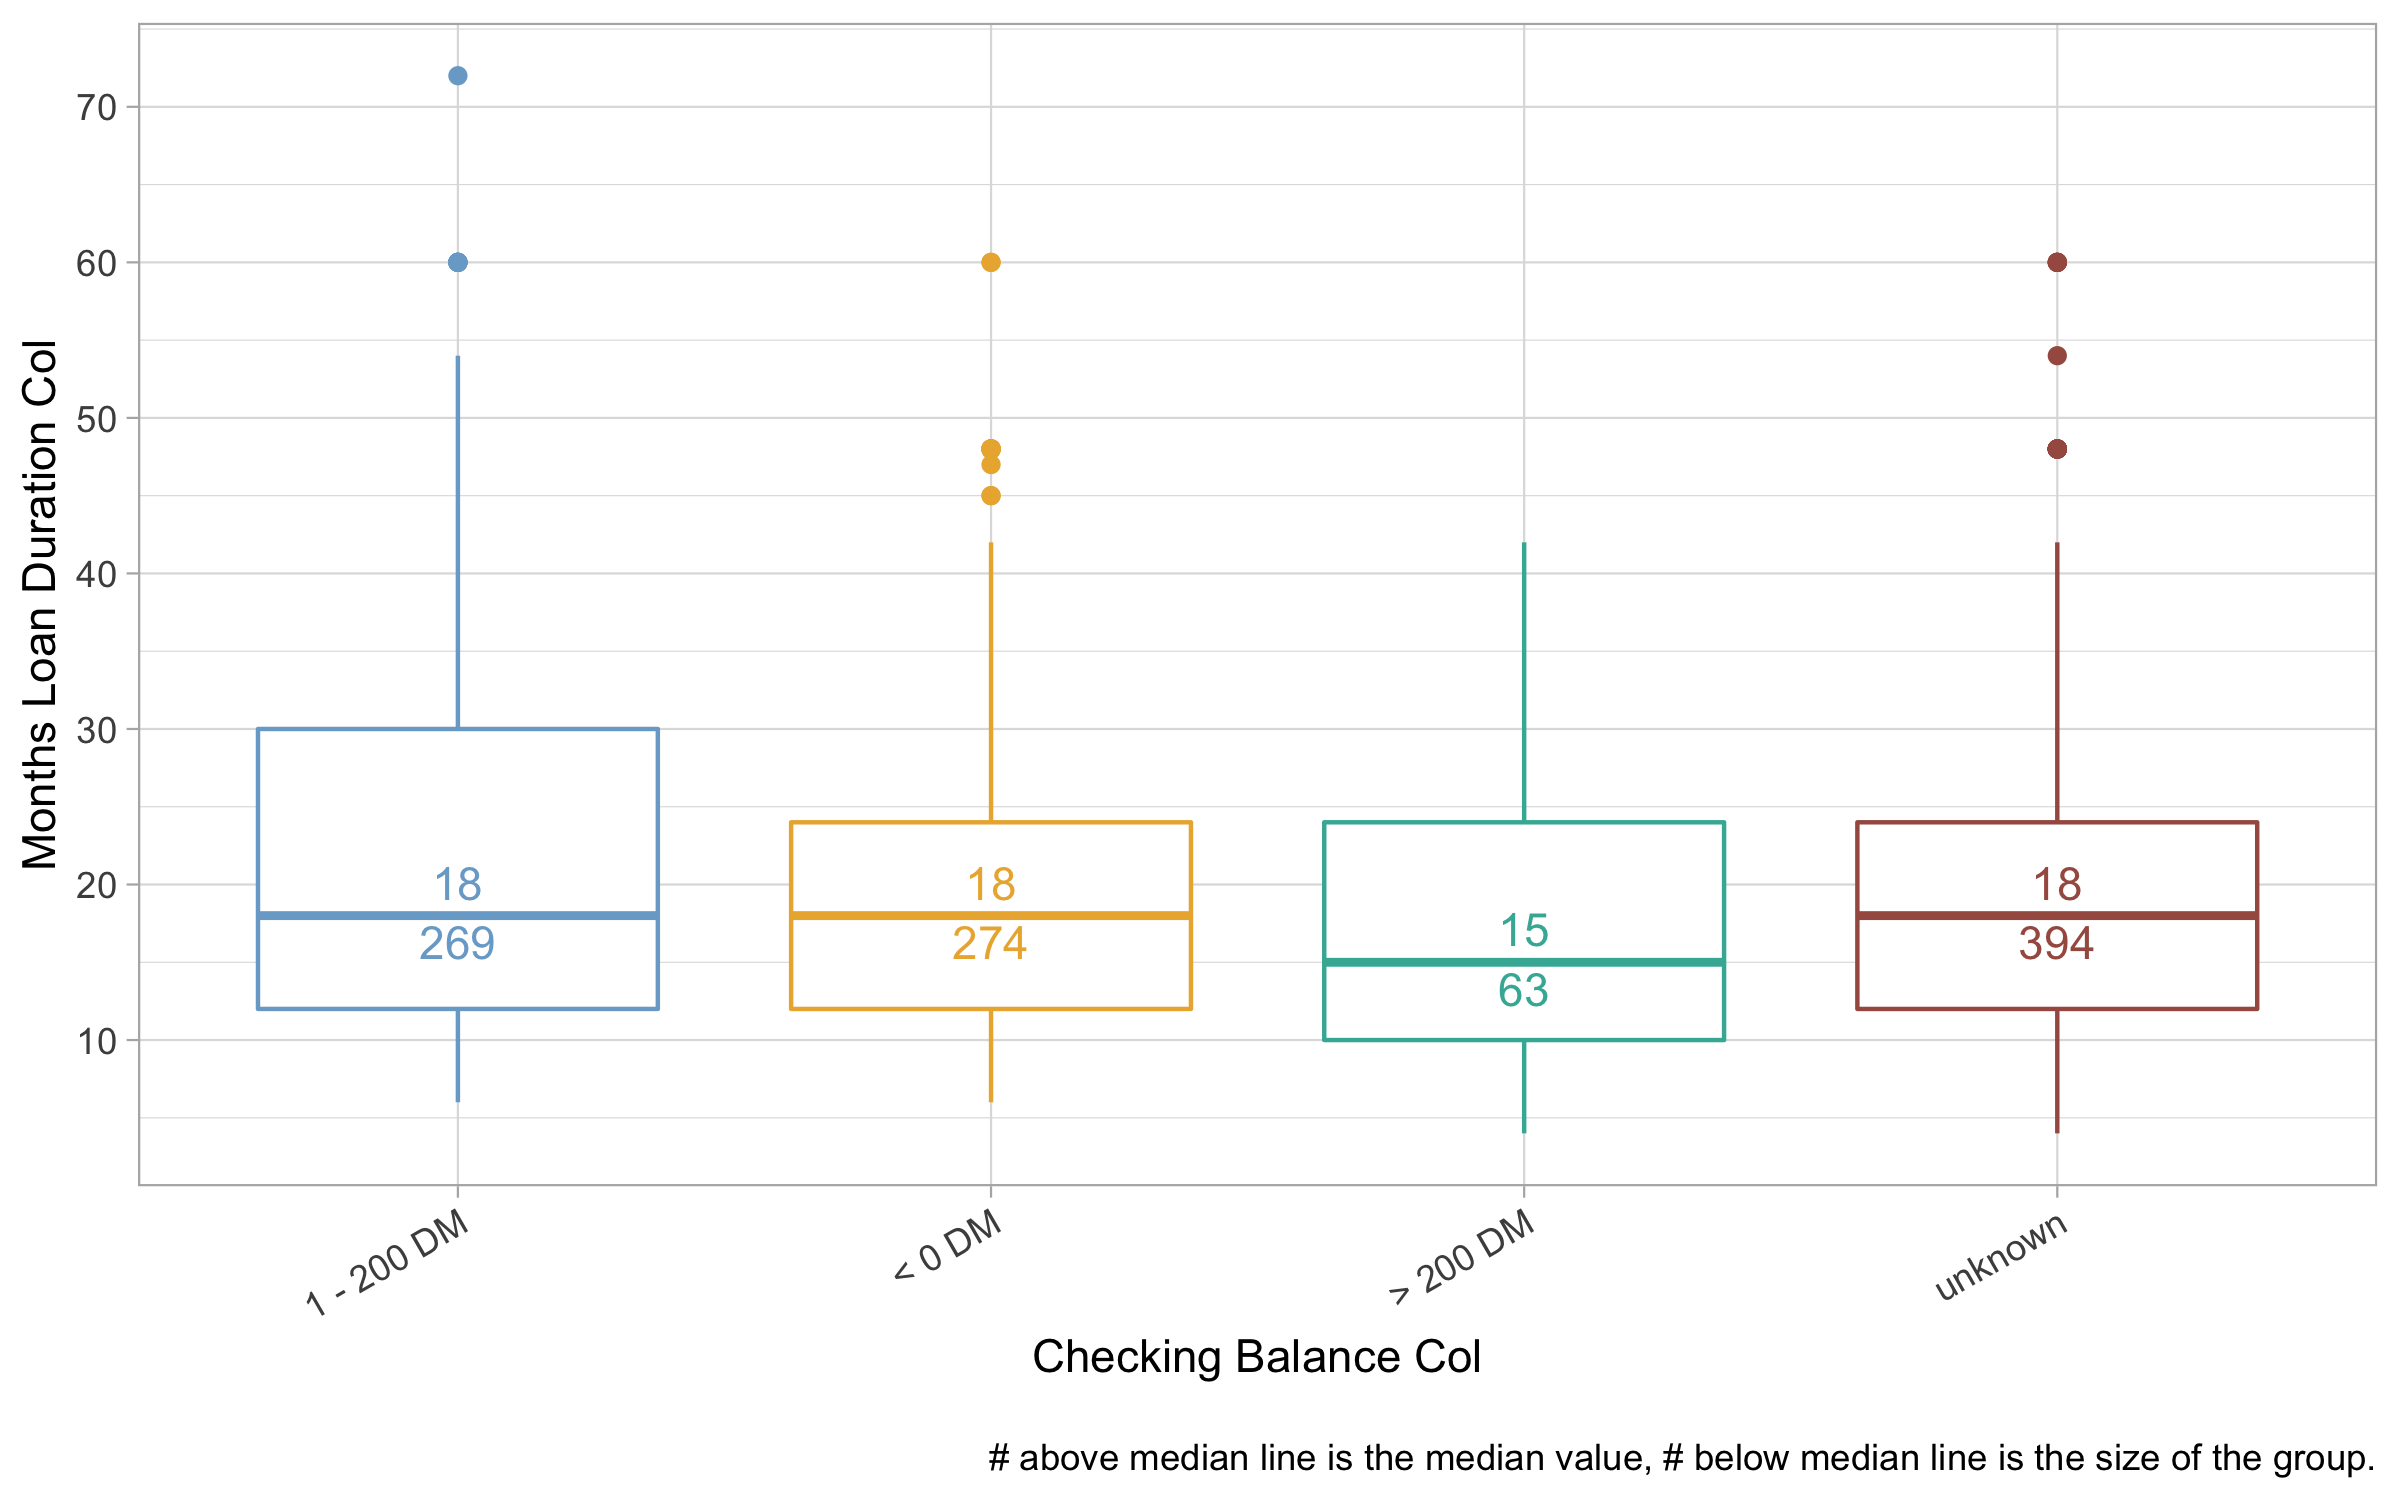 Months Loan Duration Col
70
60
50
40
30
20
10
18
269
18
274
15
63
18
394
1 - 200 DM
< 0 DM
> 200 DM
unknown
Checking Balance Col
# above median line is the median value, # below median line is the size of the group.